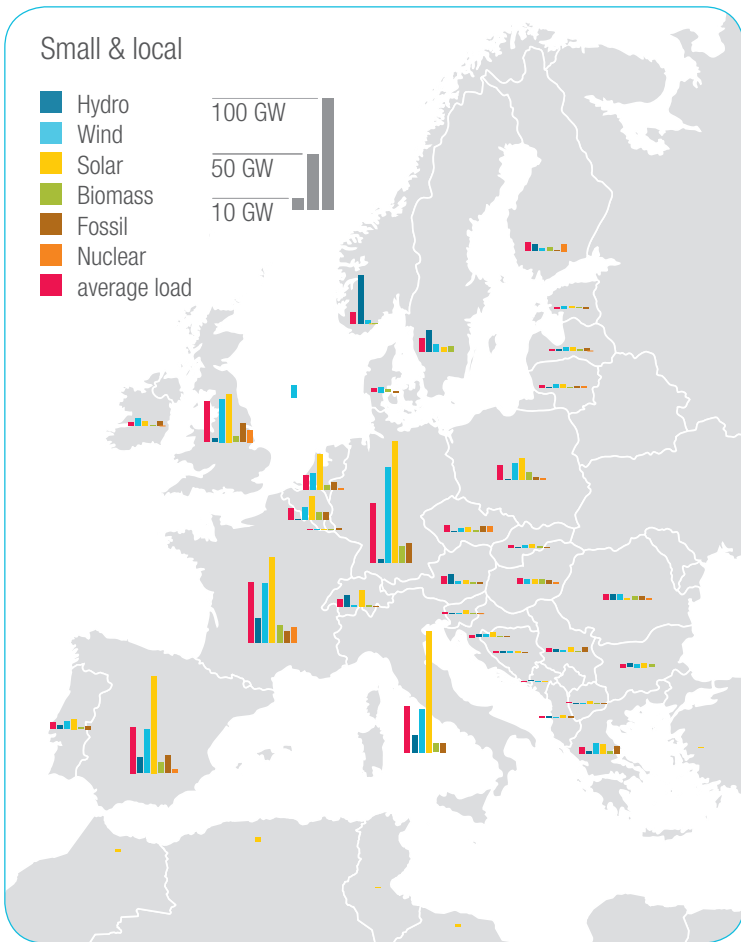 Small & local
Hydro
Wind
Solar
Biomass
Fossil
Nuclear
average load
100 GW
50 GW
10 GW